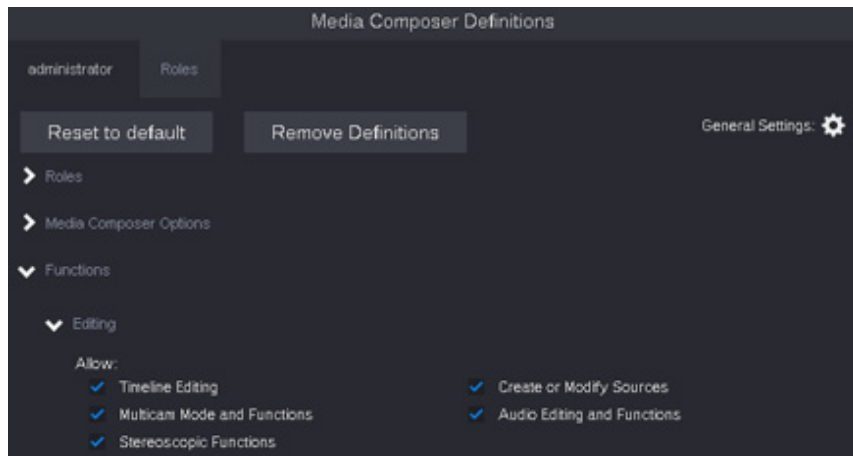 Media Composer Definitions
administrator Roles
Reset to default Remove Definitions General Settings:
Roles
Media Composer Options
Functions
Editing
Allow:
Timeline Editing Create or Modify Sources
Multicam Mode and Functions Audio Editing and Functions
Stereoscopic Functions